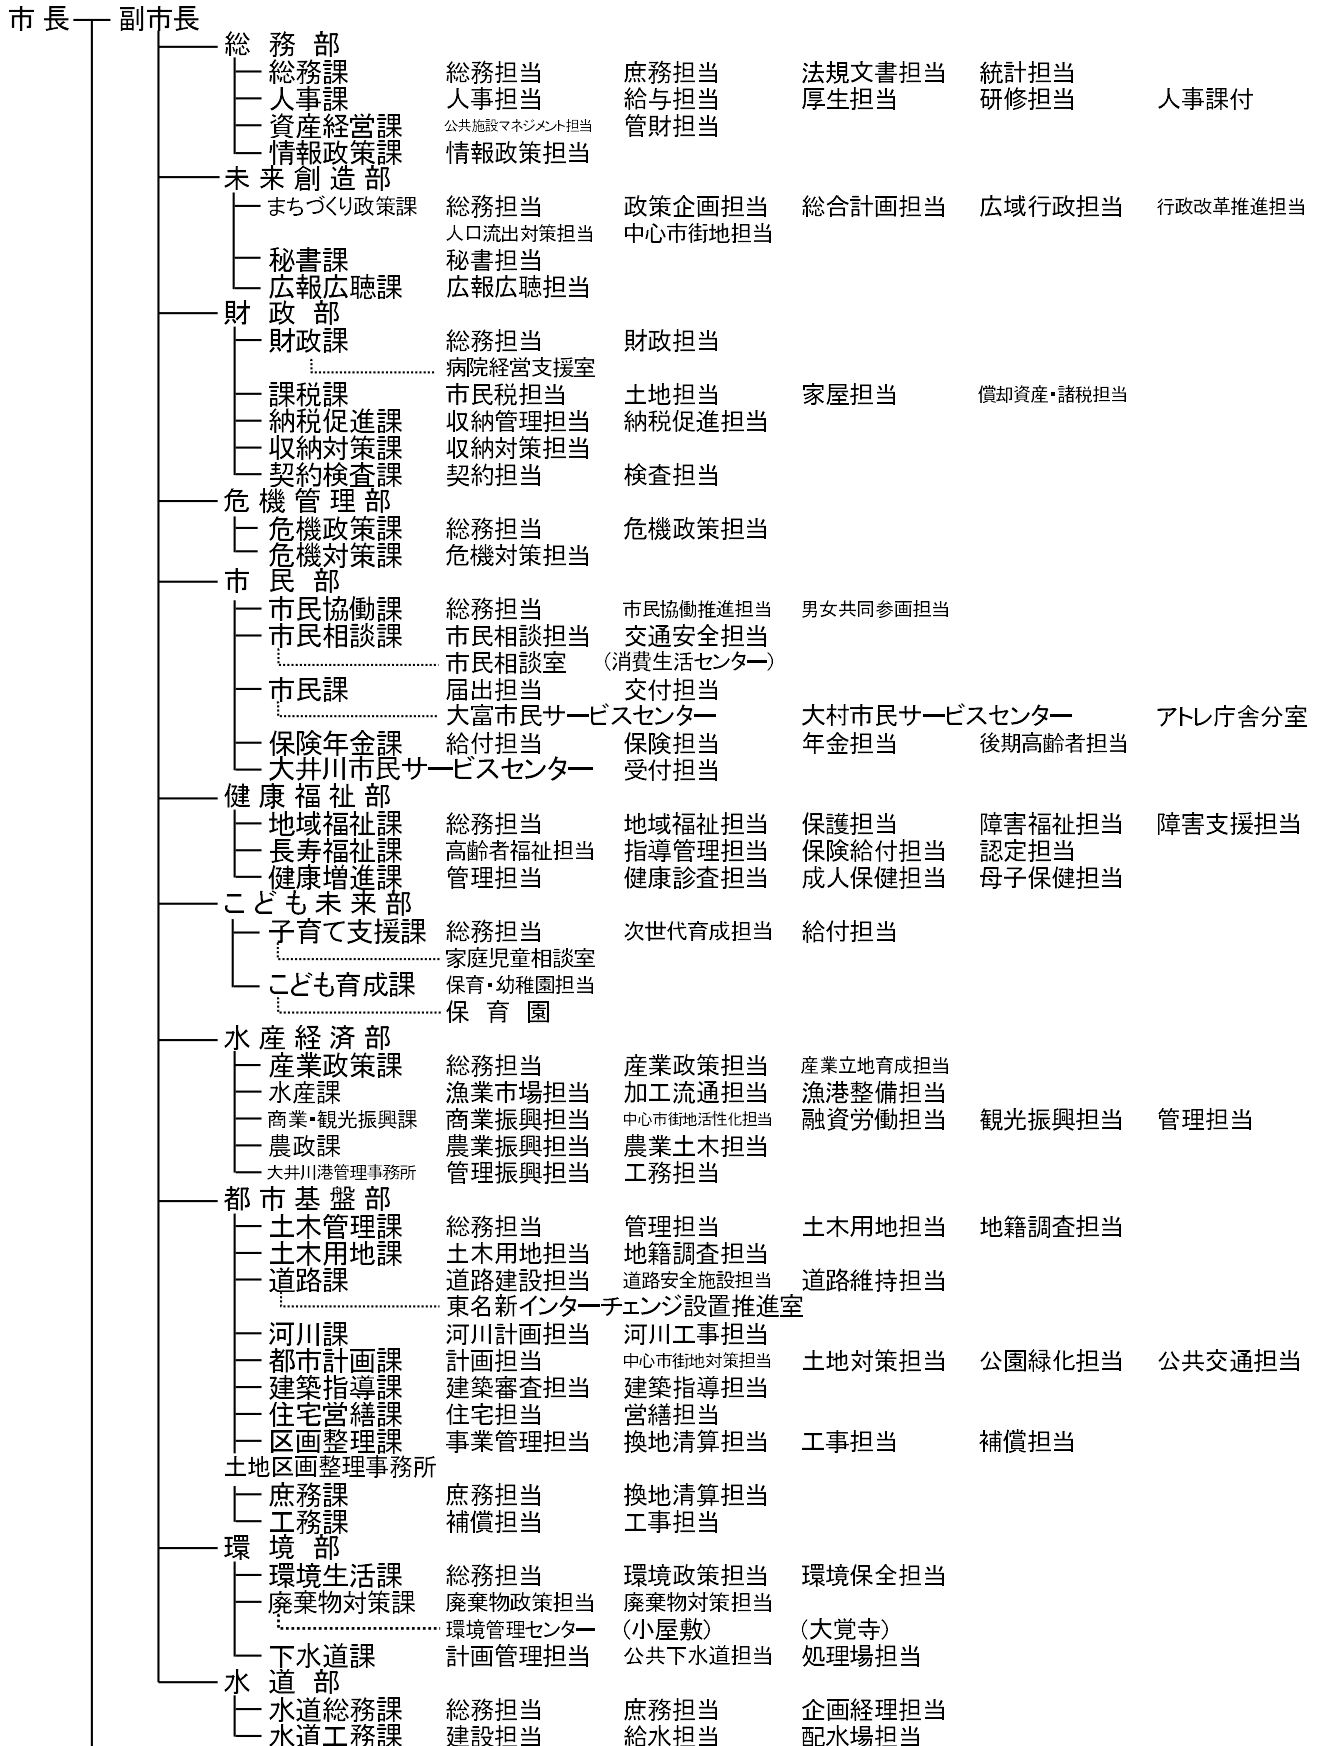 市 長 副市長
総 務 部
総務課 総務担当 庶務担当 法規文書担当 統計担当
人事課 人事担当 給与担当 厚生担当 研修担当 人事課付
資産経営課 公共施設マネジメント担当 管財担当
情報政策課 情報政策担当
未 来 創 造 部
まちづくり政策課 総務担当 政策企画担当 総合計画担当 広域行政担当 行政改革推進担当
人口流出対策担当 中心市街地担当
秘書課 秘書担当
広報広聴課 広報広聴担当
財 政 部
財政課 総務担当 財政担当
病院経営支援室
課税課 市民税担当 土地担当 家屋担当 償却資産・諸税担当
納税促進課 収納管理担当 納税促進担当
収納対策課 収納対策担当
契約検査課 契約担当 検査担当
危 機 管 理 部
危機政策課 総務担当 危機政策担当
危機対策課 危機対策担当
市 民 部
市民協働課 総務担当 市民協働推進担当 男女共同参画担当
市民相談課 市民相談担当 交通安全担当
市民相談室 (消費生活センター)
市民課 届出担当 交付担当
大富市民サービスセンター 大村市民サービスセンター アトレ庁舎分室
保険年金課 給付担当 保険担当 年金担当 後期高齢者担当
大井川市民サービスセンター 受付担当
健 康 福 祉 部
地域福祉課 総務担当 地域福祉担当 保護担当 障害福祉担当 障害支援担当
長寿福祉課 高齢者福祉担当 指導管理担当 保険給付担当 認定担当
健康増進課 管理担当 健康診査担当 成人保健担当 母子保健担当
こ ど も 未 来 部
子育て支援課 総務担当 次世代育成担当 給付担当
家庭児童相談室
こども育成課 保育・幼稚園担当
保 育 園
水 産 経 済 部
産業政策課 総務担当 産業政策担当 産業立地育成担当
水産課 漁業市場担当 加工流通担当 漁港整備担当
商業・観光振興課 商業振興担当 中心市街地活性化担当 融資労働担当 観光振興担当 管理担当
農政課 農業振興担当 農業土木担当
大井川港管理事務所 管理振興担当 工務担当
都 市 基 盤 部
土木管理課 総務担当 管理担当 土木用地担当 地籍調査担当
土木用地課 土木用地担当 地籍調査担当
道路課 道路建設担当 道路安全施設担当 道路維持担当
東名新インターチェンジ設置推進室
河川課 河川計画担当 河川工事担当
都市計画課 計画担当 中心市街地対策担当 土地対策担当 公園緑化担当 公共交通担当
建築指導課 建築審査担当 建築指導担当
住宅営繕課 住宅担当 営繕担当
区画整理課 事業管理担当 換地清算担当 工事担当 補償担当
土地区画整理事務所
庶務課 庶務担当 換地清算担当
工務課 補償担当 工事担当
環 境 部
環境生活課 総務担当 環境政策担当 環境保全担当
廃棄物対策課 廃棄物政策担当 廃棄物対策担当
環境管理センター (小屋敷) (大覚寺)
下水道課 計画管理担当 公共下水道担当 処理場担当
水 道 部
水道総務課 総務担当 庶務担当 企画経理担当
水道工務課 建設担当 給水担当 配水場担当